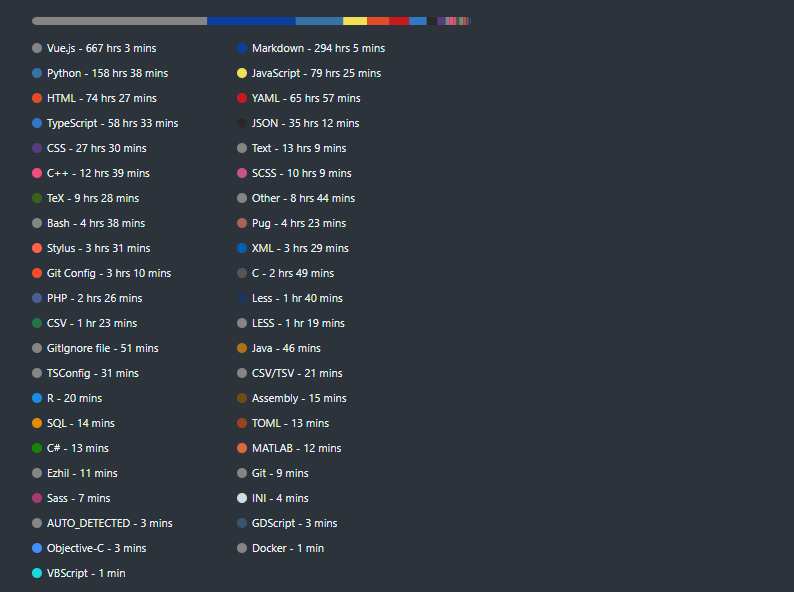 Vue.js - 667 hrs 3 mins
Markdown - 294 hrs 5 mins
Python - 158 hrs 38 mins
JavaScript - 79 hrs 25 mins
HTML - 74 hrs 27 mins
YAML - 65 hrs 57 mins
TypeScript - 58 hrs 33 mins
JSON - 35 hrs 12 mins
CSS - 27 hrs 30 mins
Text - 13 hrs 9 mins
C++ - 12 hrs 39 mins
SCSS - 10 hrs 9 mins
TeX - 9 hrs 28 mins
Other - 8 hrs 44 mins
Bash - 4 hrs 38 mins
Pug - 4 hrs 23 mins
Stylus - 3 hrs 31 mins
XML - 3 hrs 29 mins
Git Config - 3 hrs 10 mins
C - 2 hrs 49 mins
PHP - 2 hrs 26 mins
Less - 1 hr 40 mins
CSV - 1 hr 23 mins
LESS - 1 hr 19 mins
GitIgnore file - 51 mins
Java - 46 mins
TSConfig - 31 mins
CSV/TSV - 21 mins
R - 20 mins
Assembly - 15 mins
SQL - 14 mins
TOML - 13 mins
C# - 13 mins
MATLAB - 12 mins
Ezhil - 11 mins
Git - 9 mins
Sass - 7 mins
INI - 4 mins
AUTO_DETECTED - 3 mins
GDScript - 3 mins
Objective-C - 3 mins
Docker - 1 min
VBScript - 1 min